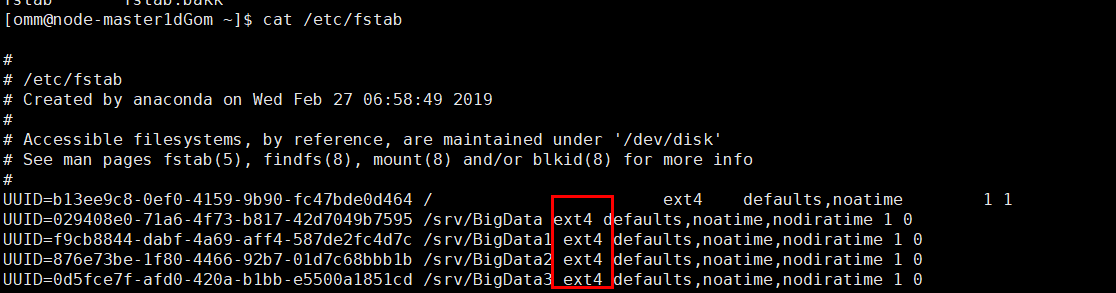 fstab fstab.bakk
[omm@node-master1dGom ~]$ cat /etc/fstab
#
# /etc/fstab
# Created by anaconda on Wed Feb 27 06:58:49 2019
#
# Accessible filesystems, by reference, are maintained under '/dev/disk'
# See man pages fstab(5), findfs(8), mount(8) and/or blkid(8) for more info
#
UUID=b13ee9c8-0ef0-4159-9b90-fc47bde0d464 / ext4 defaults,noatime 1 1
UUID=029408e0-71a6-4f73-b817-42d7049b7595 /srv/BigData ext4 defaults,noatime,nodiratime 1 0
UUID=f9cb8844-dabf-4a69-aff4-587de2fc4d7c /srv/BigData1 ext4 defaults,noatime,nodiratime 1 0
UUID=876e73be-1f80-4466-92b7-01d7c68bbb1b /srv/BigData2 ext4 defaults,noatime,nodiratime 1 0
UUID=0d5fce7f-afd0-420a-b1bb-e5500a1851cd /srv/BigData3 ext4 defaults,noatime,nodiratime 1 0